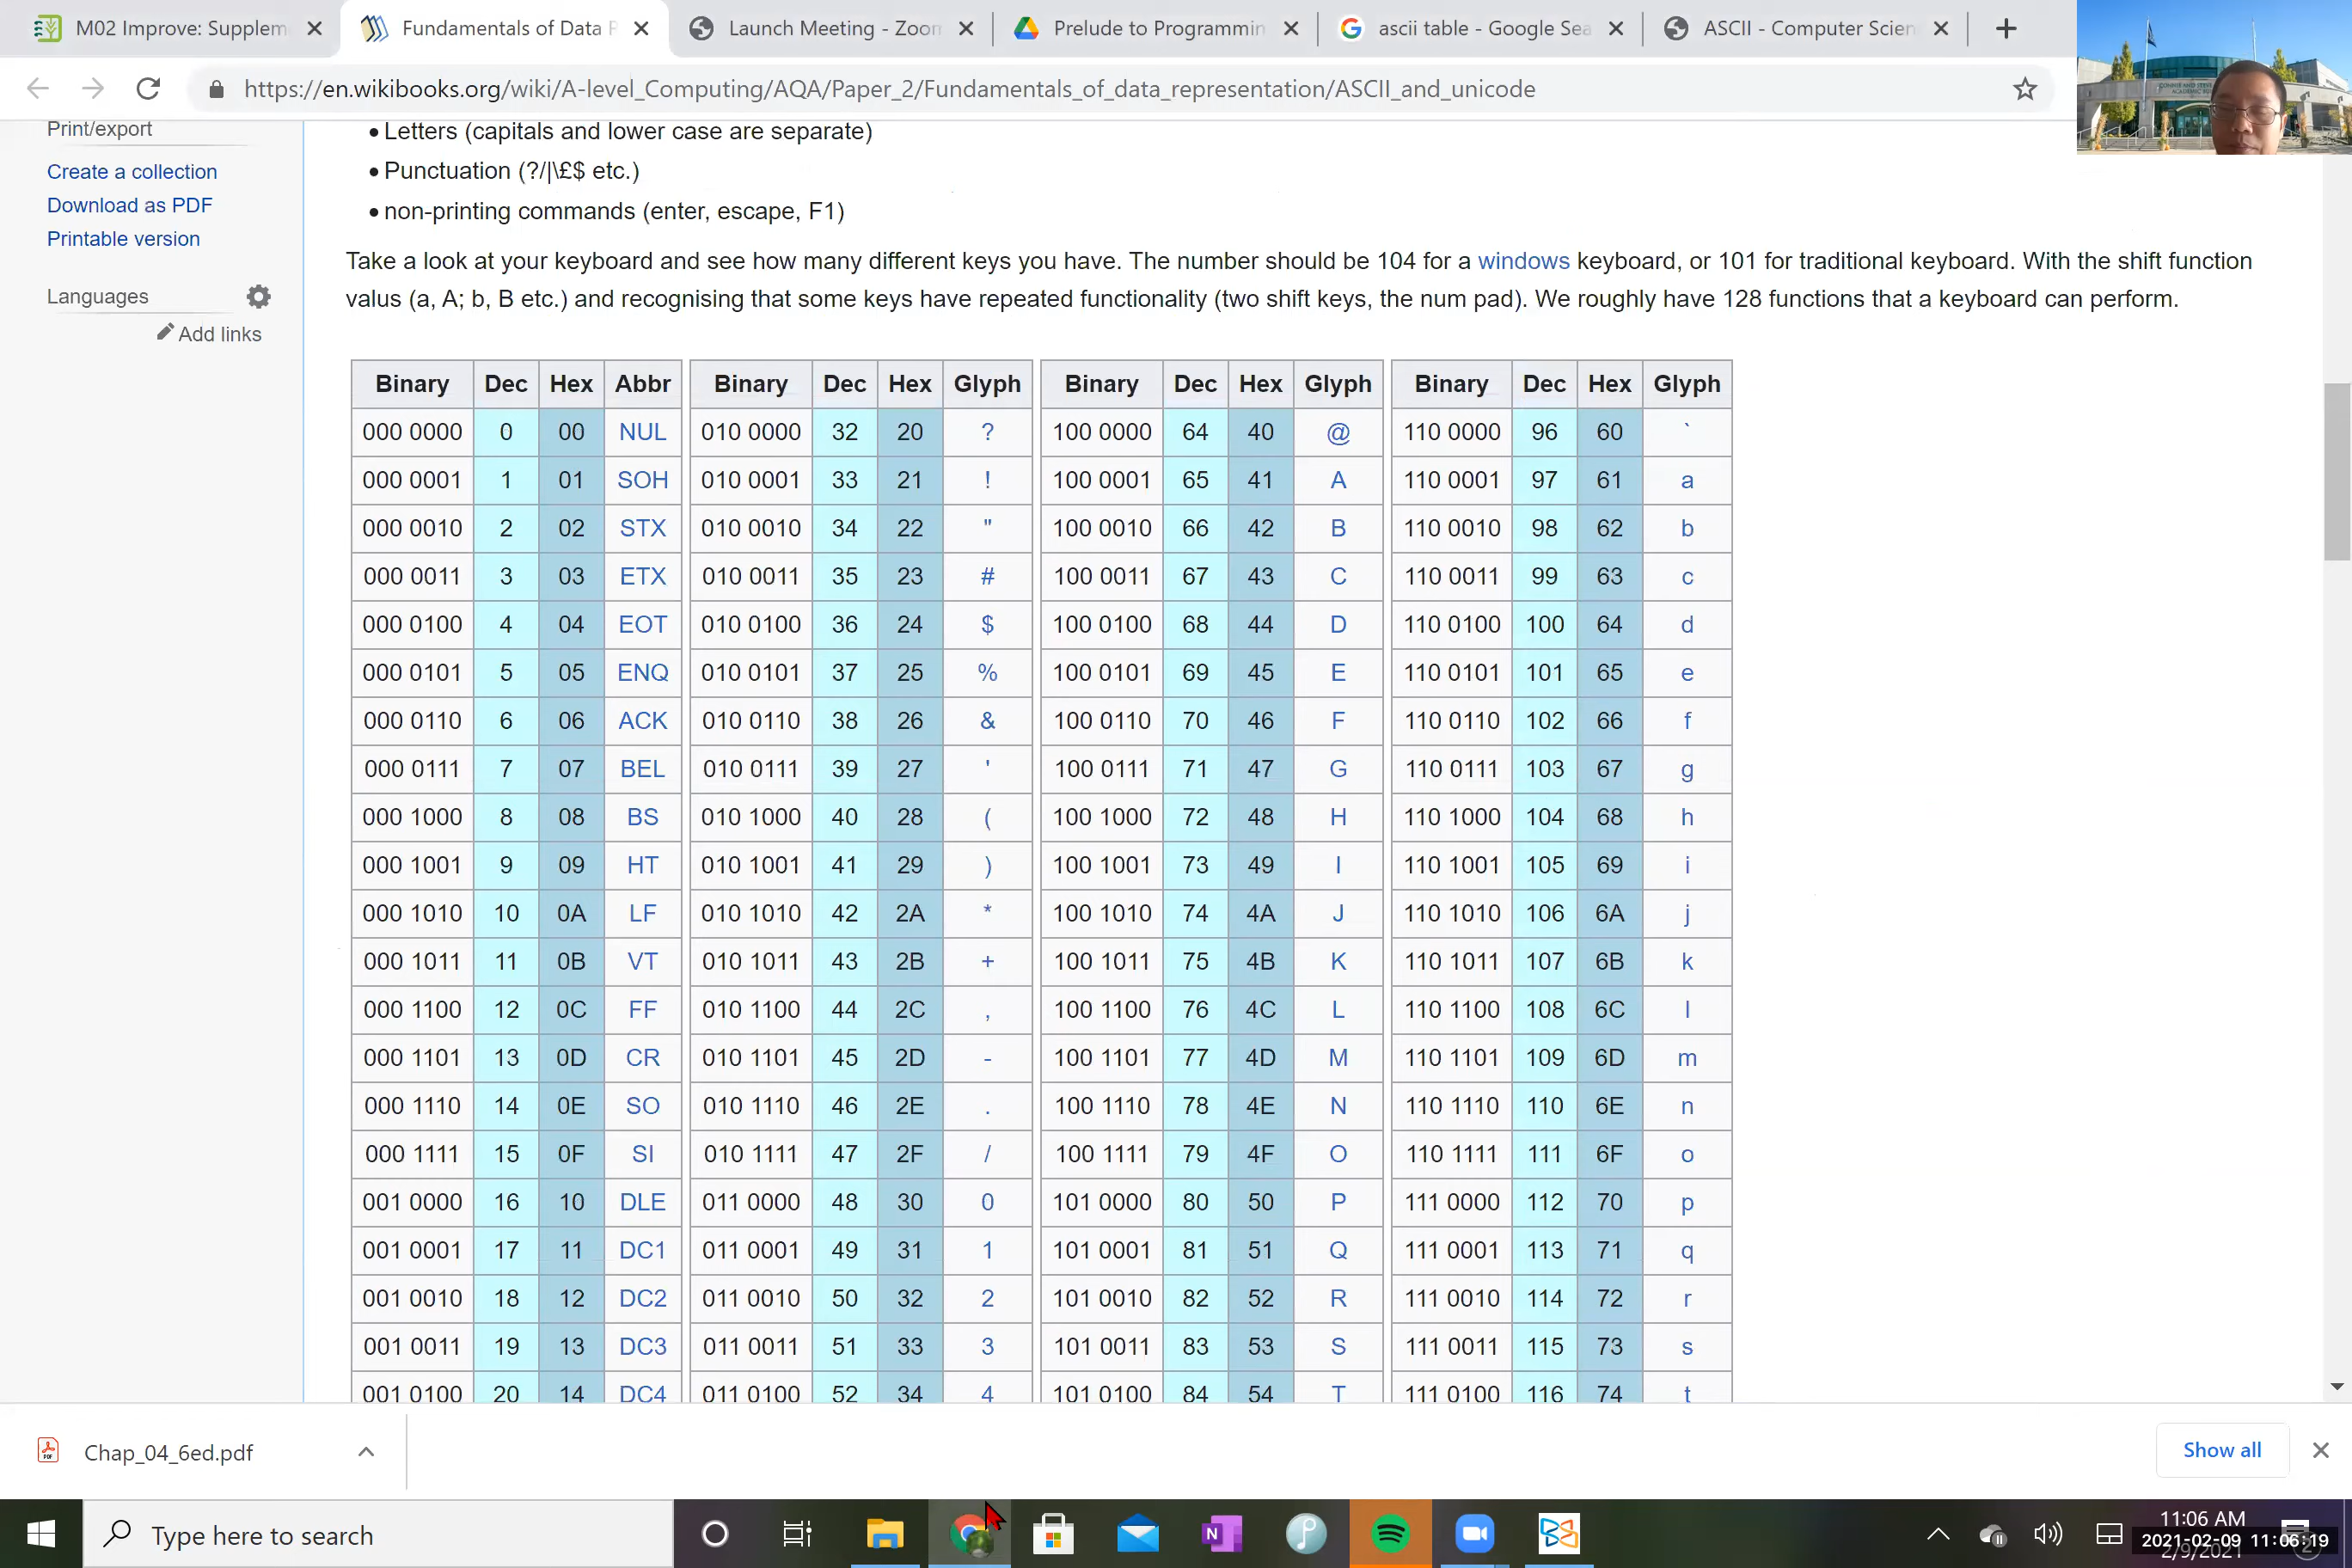 M02 Improve: Supplem
Fundamentals of Data P
Launch Meeting - Zoom
Prelude to Programmin
ascii table - Google Sea
ASCII - Computer Scien
https://en.wikibooks.org/wiki/A-level_Computing/AQA/Paper_2/Fundamentals_of_data_representation/ASCII_and_unicode
Print/export
Create a collection
Download as PDF
Printable version
Languages
Add links
• Letters (capitals and lower case are separate)
• Punctuation (?/|\£$ etc.)
• non-printing commands (enter, escape, F1)
Take a look at your keyboard and see how many different keys you have. The number should be 104 for a windows keyboard, or 101 for traditional keyboard. With the shift function
valus (a, A; b, B etc.) and recognising that some keys have repeated functionality (two shift keys, the num pad). We roughly have 128 functions that a keyboard can perform.
Binary Dec Hex Abbr Binary Dec Hex Glyph Binary Dec Hex Glyph Binary Dec Hex Glyph
000 0000 0 00 NUL 010 0000 32 20 ? 100 0000 64 40 @ 110 0000 96 60 `
000 0001 1 01 SOH 010 0001 33 21 ! 100 0001 65 41 A 110 0001 97 61 a
000 0010 2 02 STX 010 0010 34 22 " 100 0010 66 42 B 110 0010 98 62 b
000 0011 3 03 ETX 010 0011 35 23 # 100 0011 67 43 C 110 0011 99 63 c
000 0100 4 04 EOT 010 0100 36 24 $ 100 0100 68 44 D 110 0100 100 64 d
000 0101 5 05 ENQ 010 0101 37 25 % 100 0101 69 45 E 110 0101 101 65 e
000 0110 6 06 ACK 010 0110 38 26 & 100 0110 70 46 F 110 0110 102 66 f
000 0111 7 07 BEL 010 0111 39 27 ' 100 0111 71 47 G 110 0111 103 67 g
000 1000 8 08 BS 010 1000 40 28 ( 100 1000 72 48 H 110 1000 104 68 h
000 1001 9 09 HT 010 1001 41 29 ) 100 1001 73 49 I 110 1001 105 69 i
000 1010 10 0A LF 010 1010 42 2A * 100 1010 74 4A J 110 1010 106 6A j
000 1011 11 0B VT 010 1011 43 2B + 100 1011 75 4B K 110 1011 107 6B k
000 1100 12 0C FF 010 1100 44 2C , 100 1100 76 4C L 110 1100 108 6C l
000 1101 13 0D CR 010 1101 45 2D - 100 1101 77 4D M 110 1101 109 6D m
000 1110 14 0E SO 010 1110 46 2E . 100 1110 78 4E N 110 1110 110 6E n
000 1111 15 0F SI 010 1111 47 2F / 100 1111 79 4F O 110 1111 111 6F o
001 0000 16 10 DLE 011 0000 48 30 0 101 0000 80 50 P 111 0000 112 70 p
001 0001 17 11 DC1 011 0001 49 31 1 101 0001 81 51 Q 111 0001 113 71 q
001 0010 18 12 DC2 011 0010 50 32 2 101 0010 82 52 R 111 0010 114 72 r
001 0011 19 13 DC3 011 0011 51 33 3 101 0011 83 53 S 111 0011 115 73 s
001 0100 20 14 DC4 011 0100 52 34 4 101 0100 84 54 T 111 0100 116 74 t
Chap_04_6ed.pdf
Show all
Type here to search
11:06 AM
2021-02-09 11:06:19